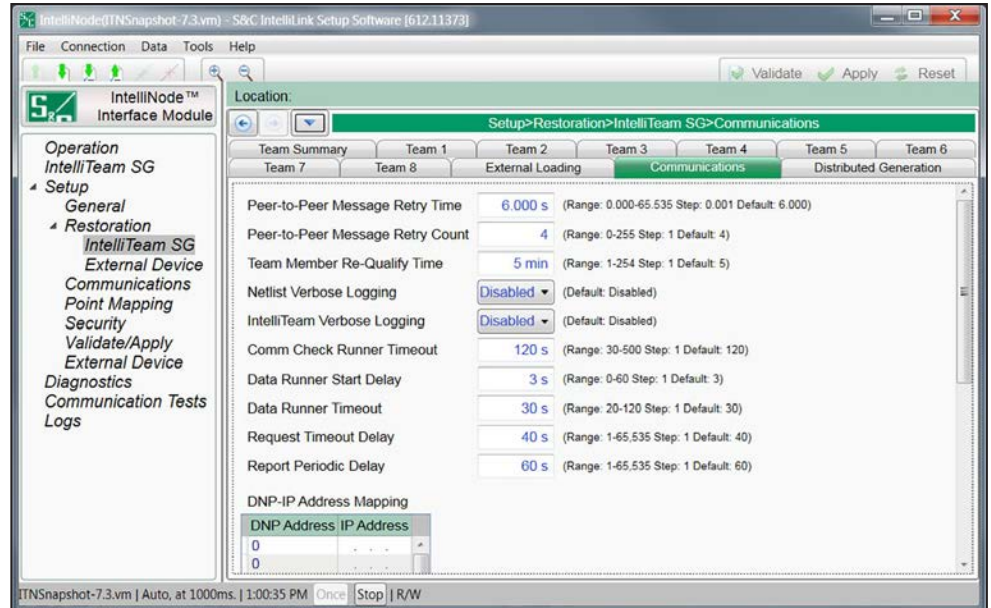 IntelliNode(ITNSnapshot-7.3.vm) - S&C IntelliLink Setup Software [612.11373]
File Connection Data Tools Help
Validate Apply Reset
S&C
IntelliNode™
Interface Module
Location:
Setup>Restoration>IntelliTeam SG>Communications
Operation
IntelliTeam SG
Setup
General
Restoration
IntelliTeam SG
External Device
Communications
Point Mapping
Security
Validate/Apply
External Device
Diagnostics
Communication Tests
Logs
Team Summary Team 1 Team 2 Team 3 Team 4 Team 5 Team 6
Team 7 Team 8 External Loading Communications Distributed Generation
Peer-to-Peer Message Retry Time 6.000 s (Range: 0.000-65.535 Step: 0.001 Default: 6.000)
Peer-to-Peer Message Retry Count 4 (Range: 0-255 Step: 1 Default: 4)
Team Member Re-Qualify Time 5 min (Range: 1-254 Step: 1 Default: 5)
Netlist Verbose Logging Disabled (Default: Disabled)
IntelliTeam Verbose Logging Disabled (Default: Disabled)
Comm Check Runner Timeout 120 s (Range: 30-500 Step: 1 Default: 120)
Data Runner Start Delay 3 s (Range: 0-60 Step: 1 Default: 3)
Data Runner Timeout 30 s (Range: 20-120 Step: 1 Default: 30)
Request Timeout Delay 40 s (Range: 1-65,535 Step: 1 Default: 40)
Report Periodic Delay 60 s (Range: 1-65,535 Step: 1 Default: 60)
DNP-IP Address Mapping
DNP Address IP Address
0 . . .
0
ITNSnapshot-7.3.vm | Auto, at 1000ms. | 1:00:35 PM Once Stop | R/W